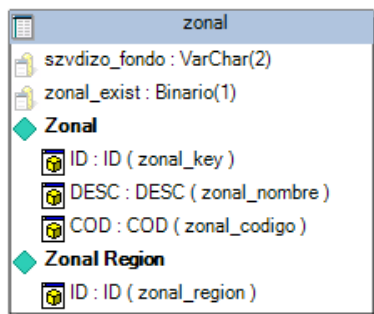 zonal
szvdizo_fondo : VarChar(2)
zonal_exist : Binario(1)
Zonal
ID : ID ( zonal_key )
DESC : DESC ( zonal_nombre )
COD : COD ( zonal_codigo )
Zonal Region
ID : ID ( zonal_region )